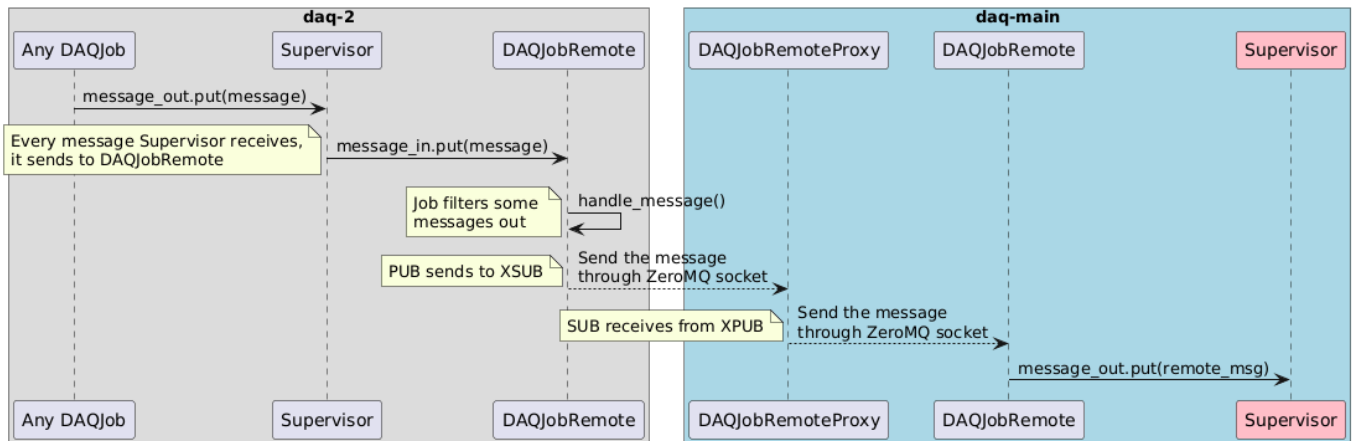 daq-2
daq-main
Any DAQJob
Supervisor
DAQJobRemote
DAQJobRemoteProxy
DAQJobRemote
Supervisor
message_out.put(message)
Every message Supervisor receives,
it sends to DAQJobRemote
message_in.put(message)
Job filters some
messages out
handle_message()
PUB sends to XSUB
Send the message
through ZeroMQ socket
SUB receives from XPUB
Send the message
through ZeroMQ socket
message_out.put(remote_msg)
Any DAQJob
Supervisor
DAQJobRemote
DAQJobRemoteProxy
DAQJobRemote
Supervisor